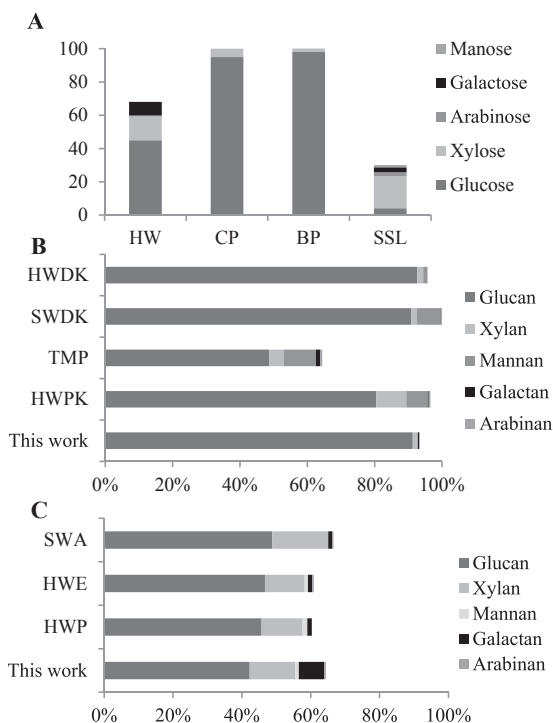 A
100
80
60
40
20
0
HW CP BP SSL
Manose
Galactose
Arabinose
Xylose
Glucose
B
HWDK
SWDK
TMP
HWPK
This work
0% 20% 40% 60% 80% 100%
Glucan
Xylan
Mannan
Galactan
Arabinan
C
SWA
HWE
HWP
This work
0% 20% 40% 60% 80% 100%
Glucan
Xylan
Mannan
Galactan
Arabinan